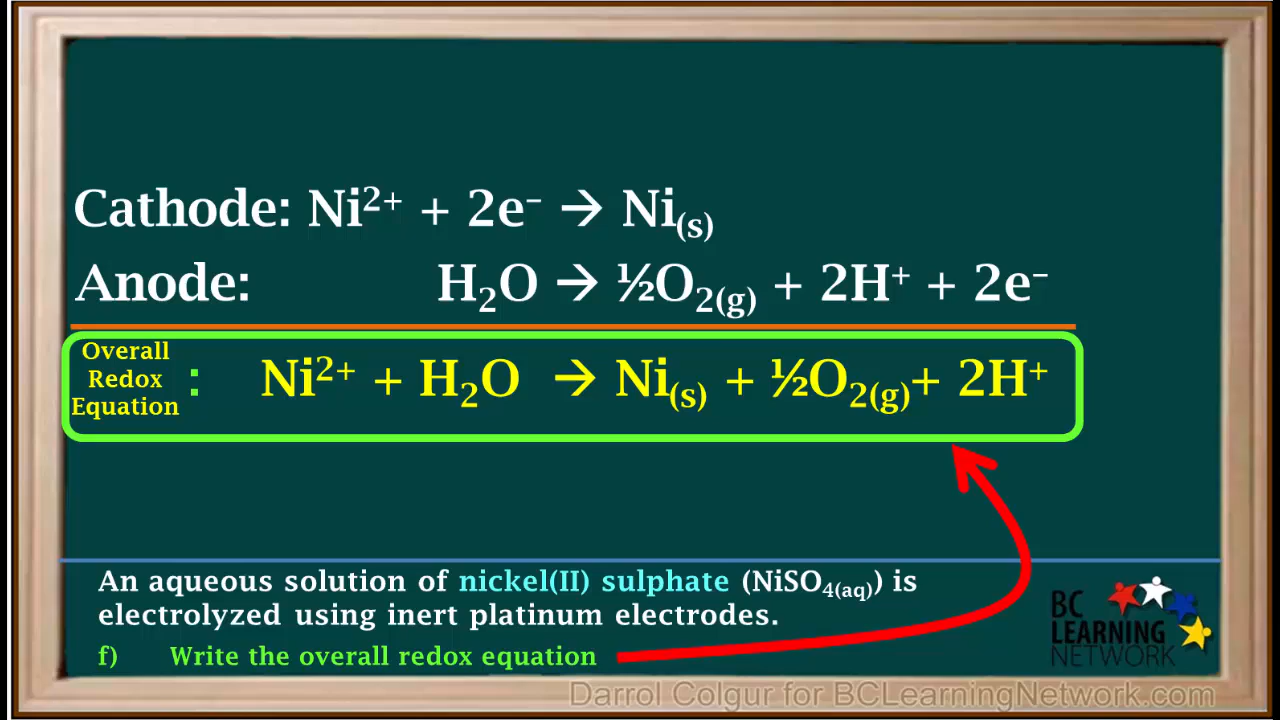 Cathode: Ni²⁺ + 2e⁻ → Ni₍s₎
Anode: H₂O → ½O₂₍g₎ + 2H⁺ + 2e⁻
Overall
Redox
Equation
: Ni²⁺ + H₂O → Ni₍s₎ + ½O₂₍g₎+ 2H⁺
An aqueous solution of nickel(II) sulphate (NiSO₄₍aq₎) is
electrolyzed using inert platinum electrodes.
f) Write the overall redox equation
BC
LEARNING
NETWORK
Darrol Colgur for BCLearningNetwork.com